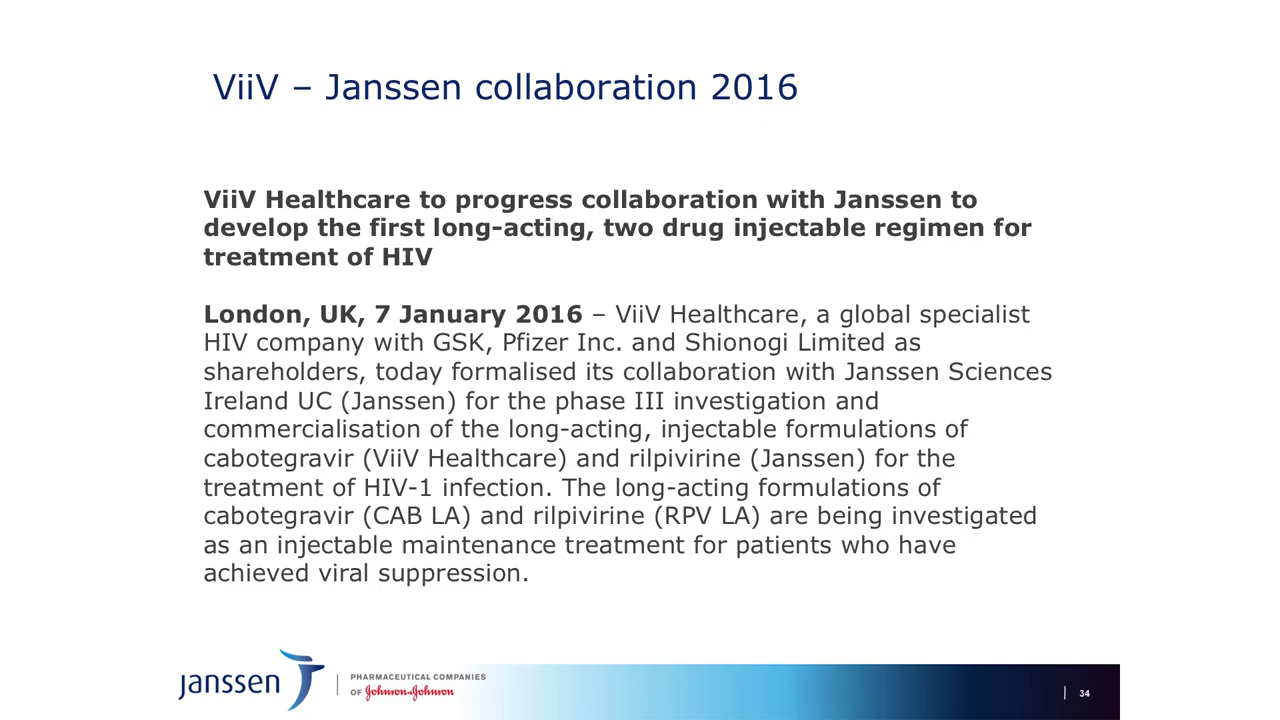 ViiV – Janssen collaboration 2016
ViiV Healthcare to progress collaboration with Janssen to
develop the first long-acting, two drug injectable regimen for
treatment of HIV
London, UK, 7 January 2016 – ViiV Healthcare, a global specialist
HIV company with GSK, Pfizer Inc. and Shionogi Limited as
shareholders, today formalised its collaboration with Janssen Sciences
Ireland UC (Janssen) for the phase III investigation and
commercialisation of the long-acting, injectable formulations of
cabotegravir (ViiV Healthcare) and rilpivirine (Janssen) for the
treatment of HIV-1 infection. The long-acting formulations of
cabotegravir (CAB LA) and rilpivirine (RPV LA) are being investigated
as an injectable maintenance treatment for patients who have
achieved viral suppression.
janssen
PHARMACEUTICAL COMPANIES
OF Johnson & Johnson
34